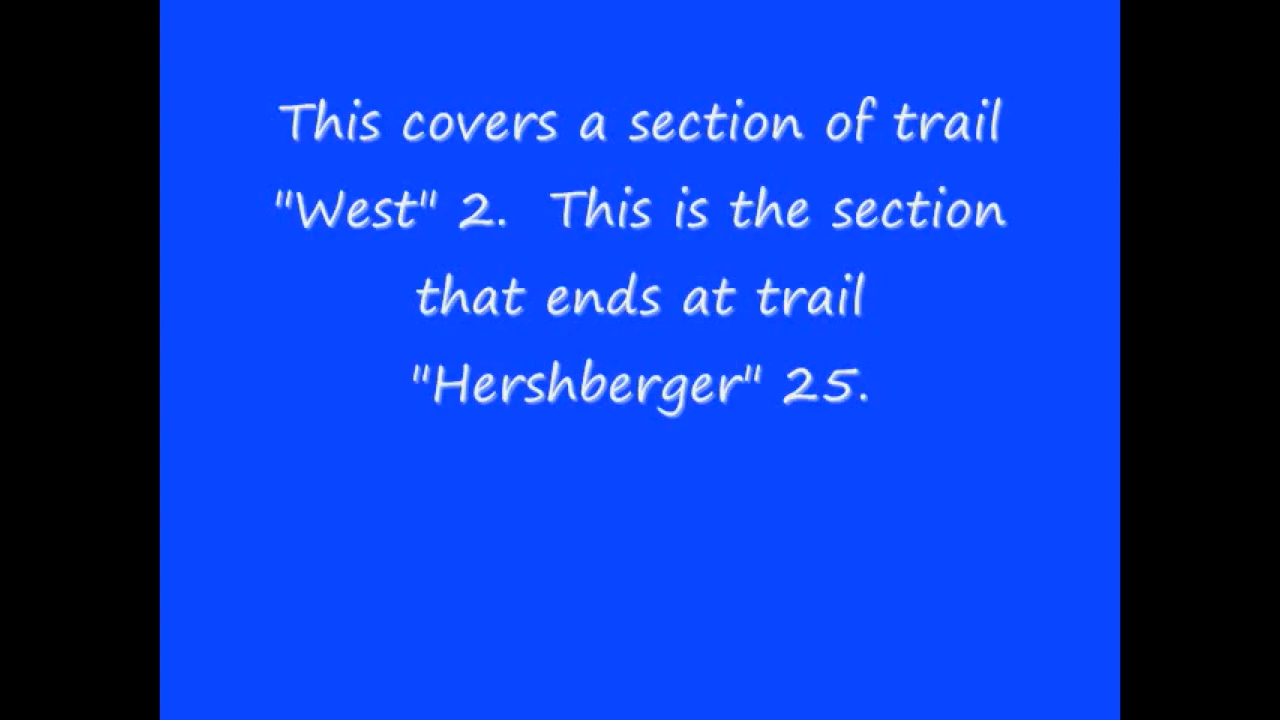 This covers a section of trail
"West" 2.  This is the section
that ends at trail
"Hershberger" 25.